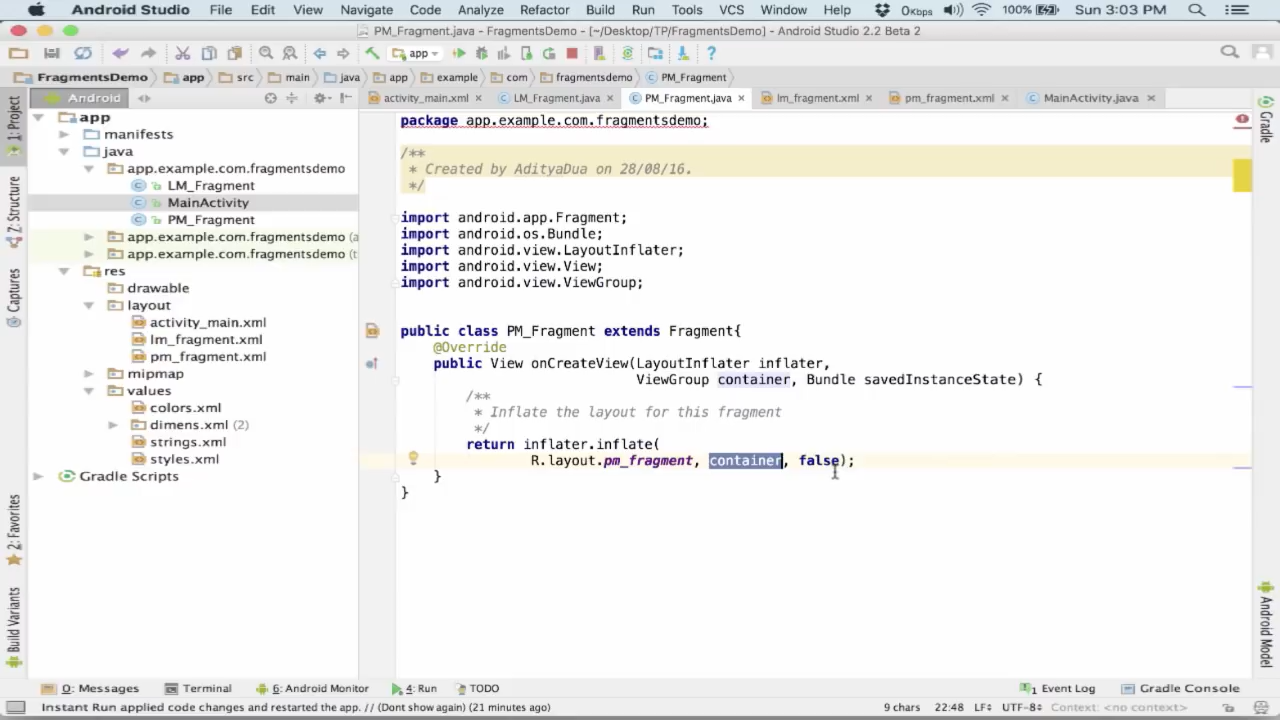 Android Studio File Edit View Navigate Code Analyze Refactor Build Run Tools VCS Window Help 0Kbps 100% Sun 3:03 PM
PM_Fragment.java - FragmentsDemo - [~/Desktop/TP/FragmentsDemo] - Android Studio 2.2 Beta 2
app
FragmentsDemo app src main java app example com fragmentsdemo PM_Fragment
Android
activity_main.xml LM_Fragment.java PM_Fragment.java lm_fragment.xml pm_fragment.xml MainActivity.java
1: Project
Z: Structure
Captures
2: Favorites
Build Variants
app
manifests
java
app.example.com.fragmentsdemo
LM_Fragment
MainActivity
PM_Fragment
app.example.com.fragmentsdemo (a
app.example.com.fragmentsdemo (t
res
drawable
layout
activity_main.xml
lm_fragment.xml
pm_fragment.xml
mipmap
values
colors.xml
dimens.xml (2)
strings.xml
styles.xml
Gradle Scripts
package app.example.com.fragmentsdemo;
/**
* Created by AdityaDua on 28/08/16.
*/
import android.app.Fragment;
import android.os.Bundle;
import android.view.LayoutInflater;
import android.view.View;
import android.view.ViewGroup;
public class PM_Fragment extends Fragment{
@Override
public View onCreateView(LayoutInflater inflater,
ViewGroup container, Bundle savedInstanceState) {
/**
* Inflate the layout for this fragment
*/
return inflater.inflate(
R.layout.pm_fragment, container, false);
}
}
Gradle
Android Model
0: Messages Terminal 6: Android Monitor 4: Run TODO 1 Event Log Gradle Console
Instant Run applied code changes and restarted the app. // (Dont show again) (21 minutes ago) 9 chars 22:48 LF÷ UTF-8÷ Context: <no context>